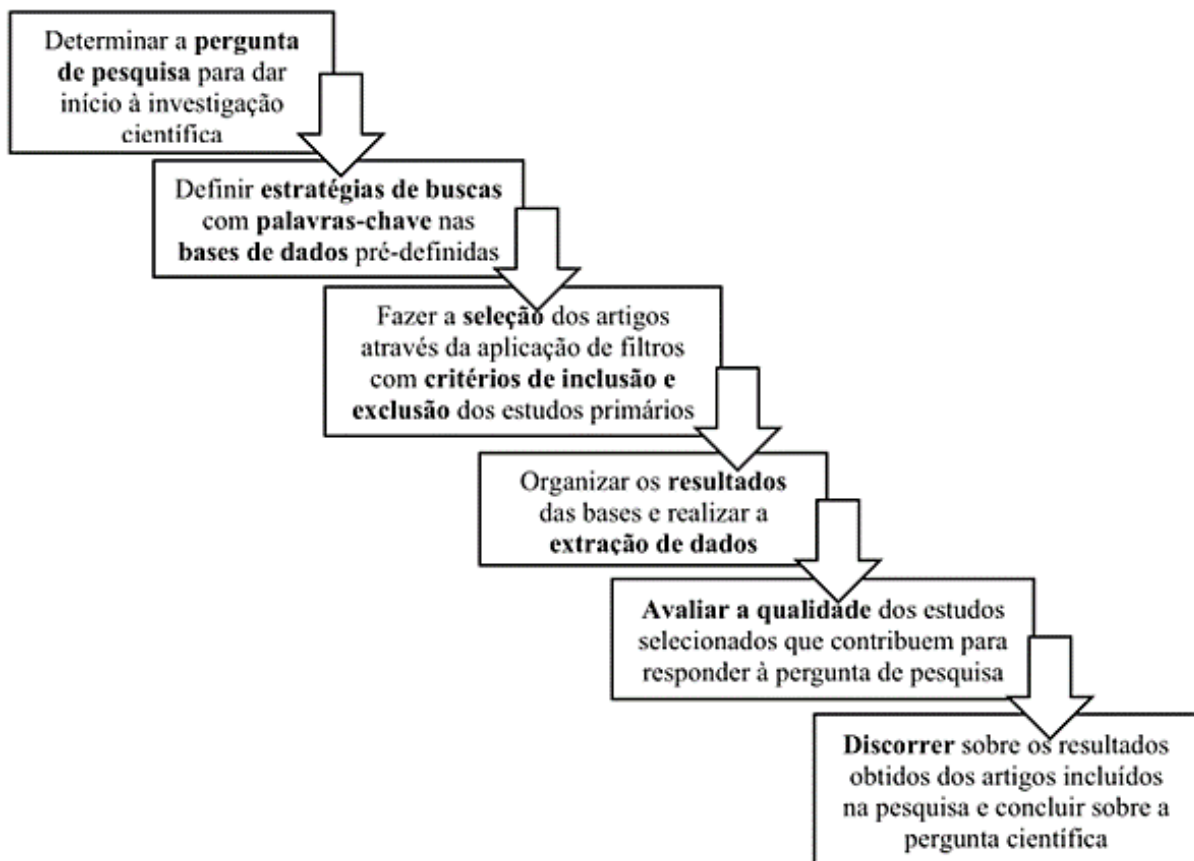 Determinar a pergunta
de pesquisa para dar
início à investigação
científica
Definir estratégias de buscas
com palavras-chave nas
bases de dados pré-definidas
Fazer a seleção dos artigos
através da aplicação de filtros
com critérios de inclusão e
exclusão dos estudos primários
Organizar os resultados
das bases e realizar a
extração de dados
Avaliar a qualidade dos estudos
selecionados que contribuem para
responder à pergunta de pesquisa
Discorrer sobre os resultados
obtidos dos artigos incluídos
na pesquisa e concluir sobre a
pergunta científica